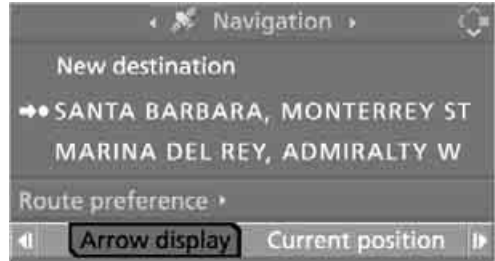 Navigation
New destination
SANTA BARBARA, MONTERREY ST
MARINA DEL REY, ADMIRALTY W
Route preference
Arrow display Current position